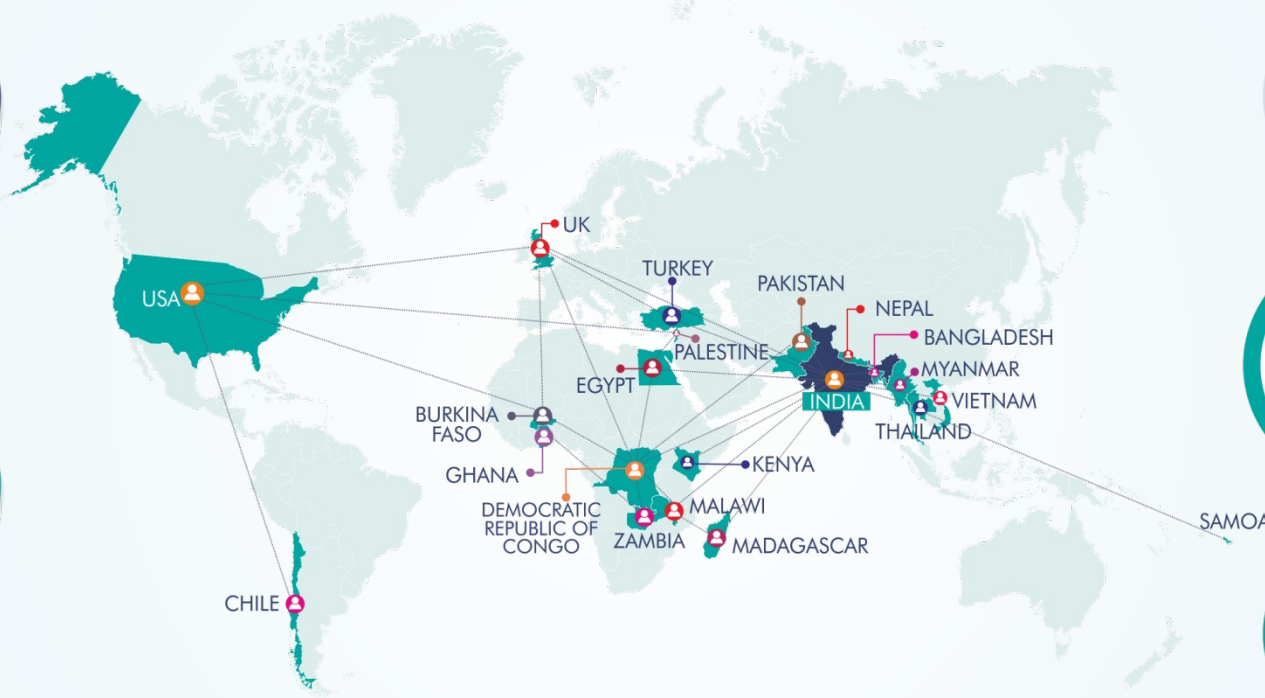 UK
TURKEY
PAKISTAN
USA
NEPAL
BANGLADESH
PALESTINE
MYANMAR
EGYPT
INDIA
VIETNAM
BURKINA
FASO
THAILAND
GHANA
KENYA
DEMOCRATIC
REPUBLIC OF
CONGO
MALAWI
ZAMBIA
MADAGASCAR
SAMOA
CHILE